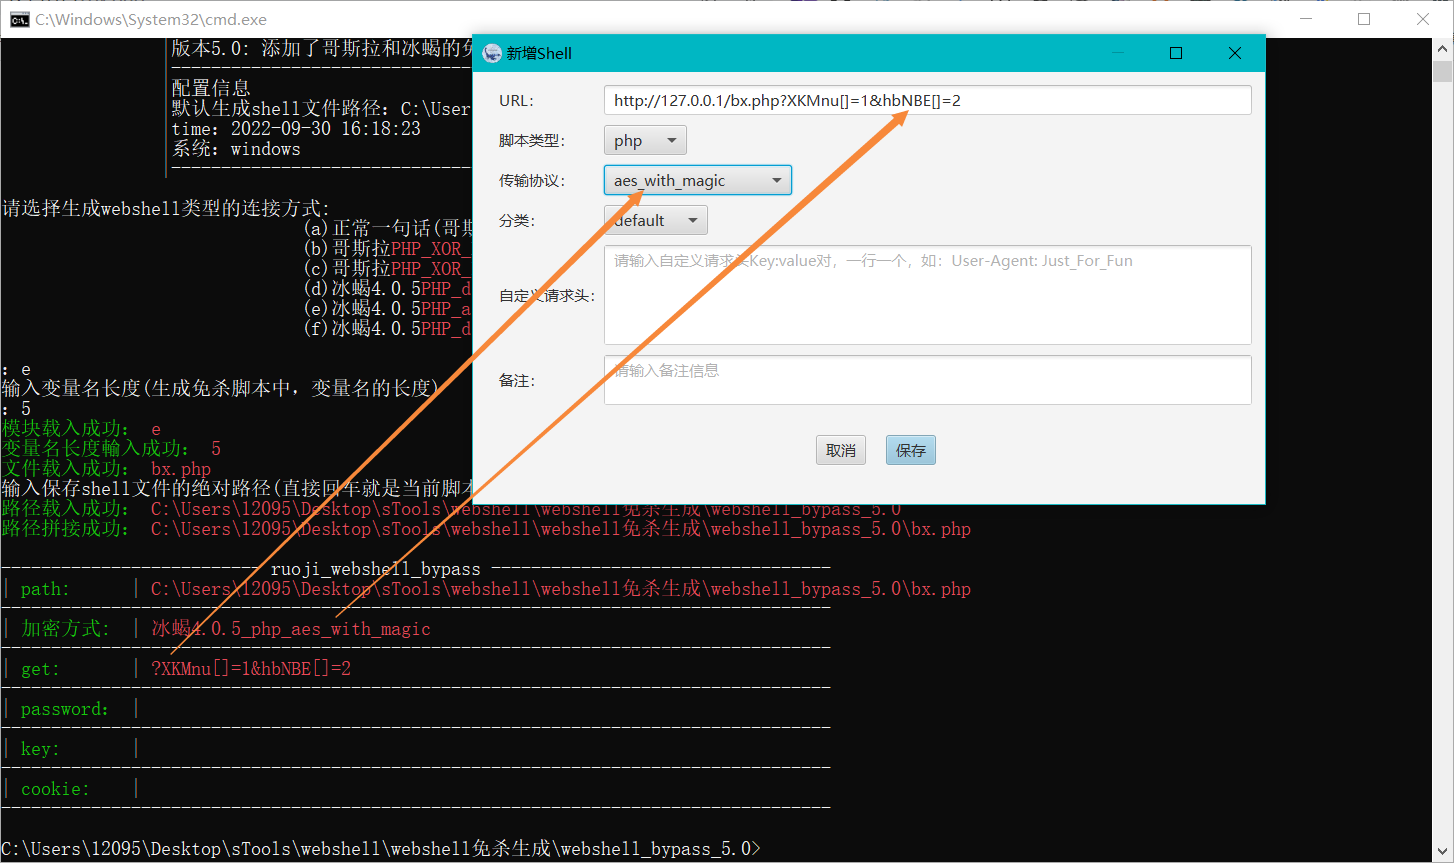 C:\Windows\System32\cmd.exe
版本5.0: 添加了哥斯拉和冰蝎的免
配置信息
默认生成shell文件路径: C:\User
time: 2022-09-30 16:18:23
系统: windows
请选择生成webshell类型的连接方式:
(a)正常一句话(哥斯
(b)哥斯拉PHP_XOR_
(c)哥斯拉PHP_XOR_
(d)冰蝎4.0.5PHP_d
(e)冰蝎4.0.5PHP_a
(f)冰蝎4.0.5PHP_d
: e
输入变量名长度(生成免杀脚本中，变量名的长度)
: 5
模块载入成功: e
变量名长度輸入成功: 5
文件载入成功: bx.php
输入保存shell文件的绝对路径(直接回车就是当前脚本
路径载入成功: C:\Users\12095\Desktop\sTools\webshell\webshell免杀生成\webshell_bypass_5.0
路径拼接成功: C:\Users\12095\Desktop\sTools\webshell\webshell免杀生成\webshell_bypass_5.0\bx.php
-------------------------- ruoji_webshell_bypass ----------------------------------
| path: | C:\Users\12095\Desktop\sTools\webshell\webshell免杀生成\webshell_bypass_5.0\bx.php
| 加密方式: | 冰蝎4.0.5_php_aes_with_magic
| get: | ?XKMnu[]=1&hbNBE[]=2
| password: |
| key: |
| cookie: |
C:\Users\12095\Desktop\sTools\webshell\webshell免杀生成\webshell_bypass_5.0>
新增Shell
URL: http://127.0.0.1/bx.php?XKMnu[]=1&hbNBE[]=2
脚本类型: php
传输协议: aes_with_magic
分类: default
自定义请求头: 请输入自定义请求头Key:value对，一行一个，如：User-Agent: Just_For_Fun
备注: 请输入备注信息
取消 保存